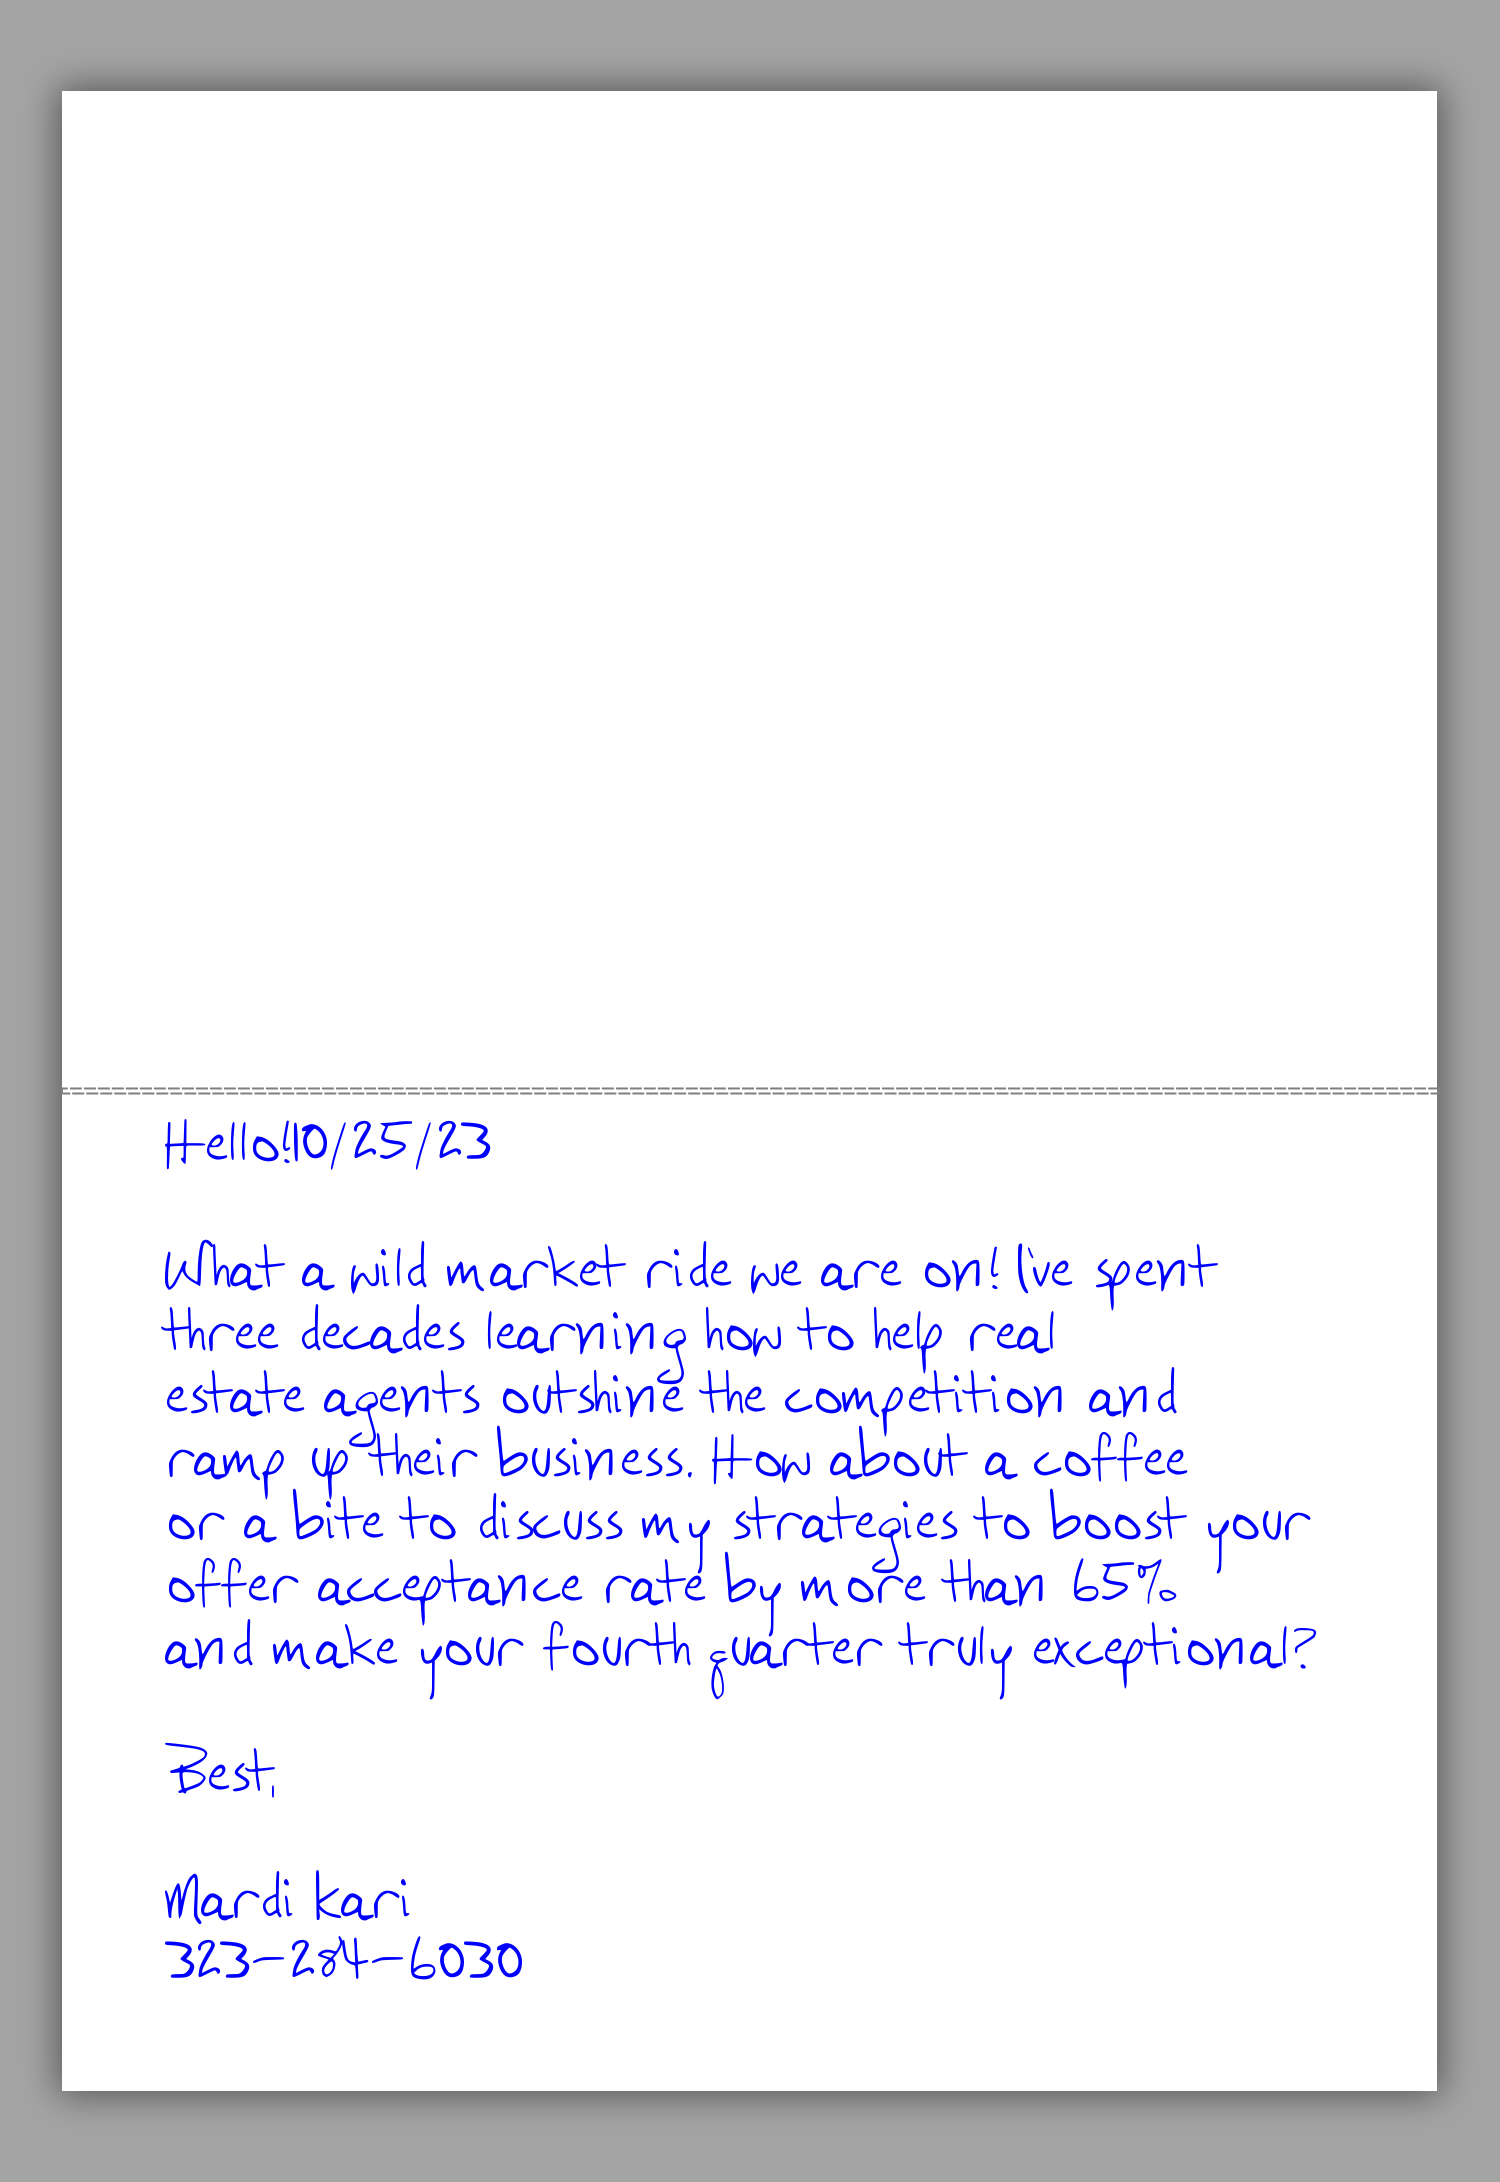 Hello!10/25/23
What a wild market ride we are on! I've spent
three decades learning how to help real
estate agents outshine the competition and
ramp up their business. How about a coffee
or a bite to discuss my strategies to boost your
offer acceptance rate by more than 65%
and make your fourth quarter truly exceptional?
Best,
Mardi Kari
323-284-6030